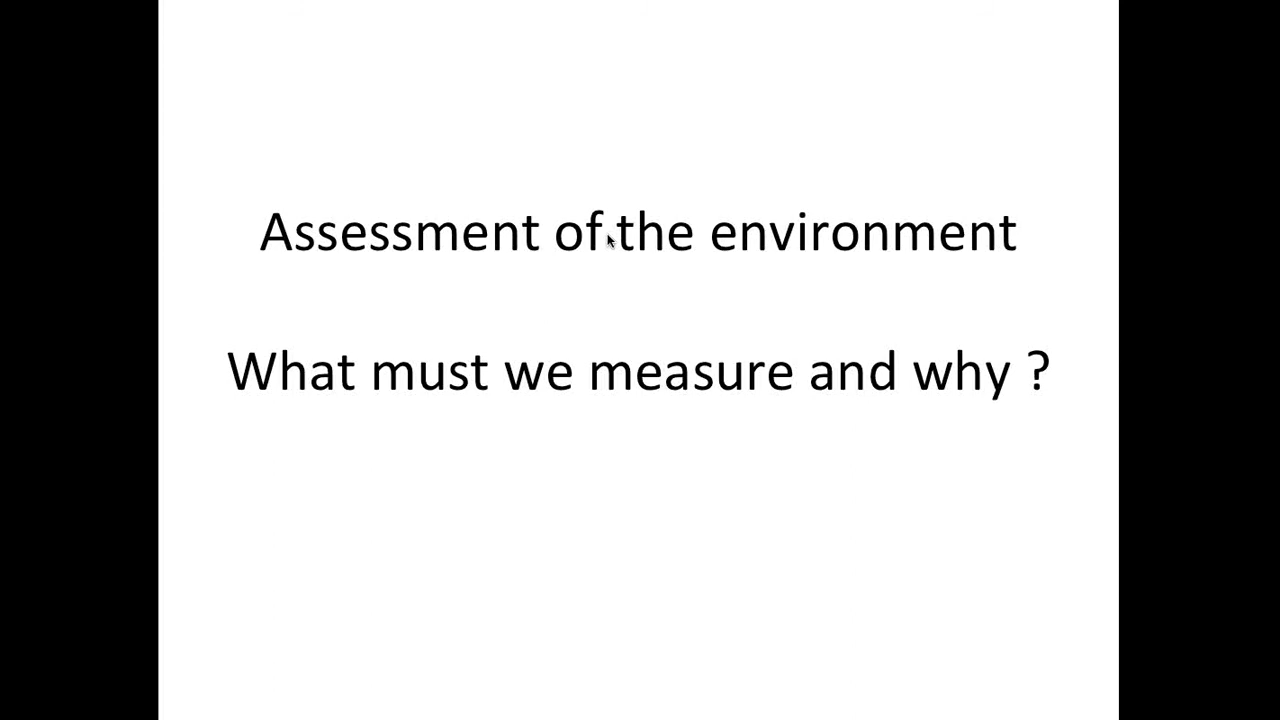 Assessment of the environment
What must we measure and why ?